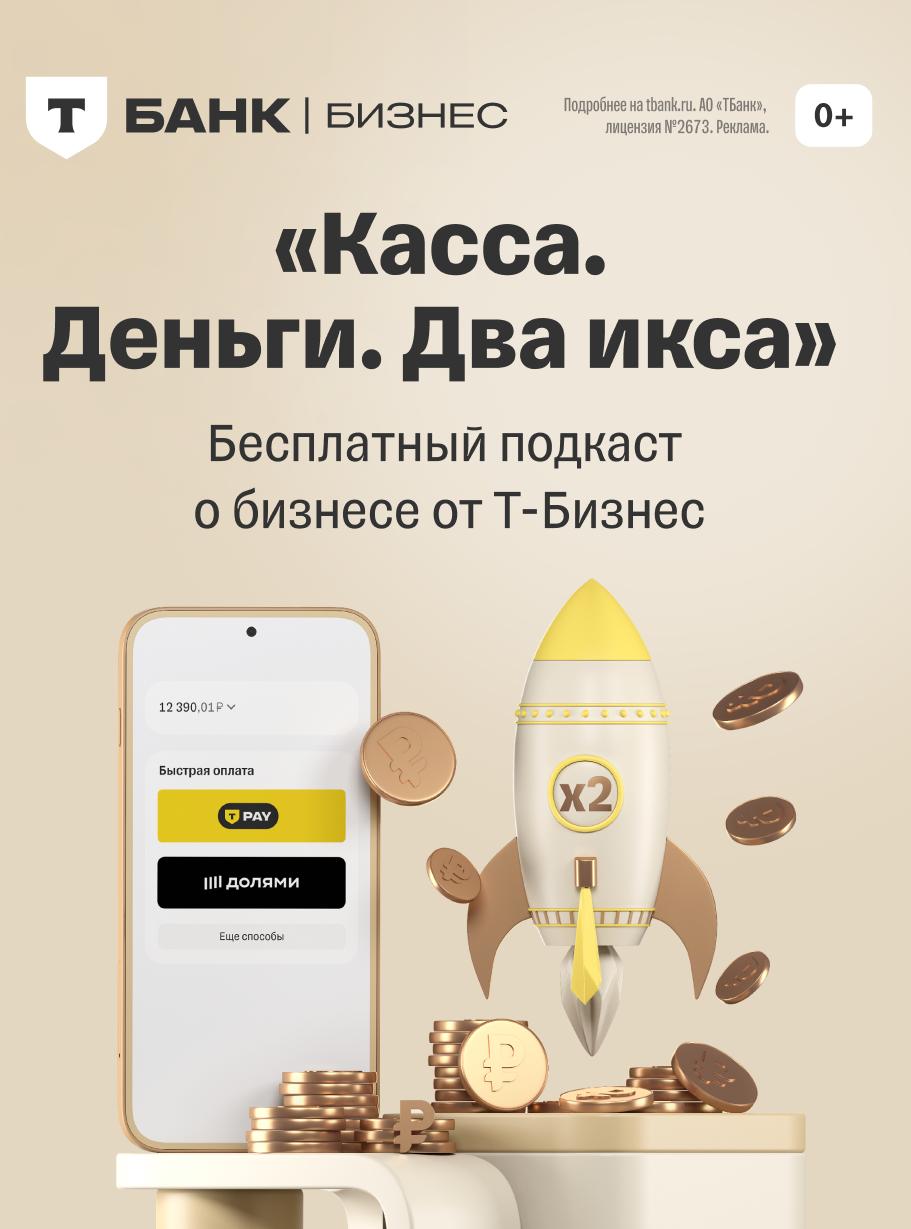 Т БАНК | БИЗНЕС
Подробнее на tbank.ru. АО «ТБанк»,
лицензия №2673. Реклама.
0+
«Касса.
Деньги. Два икса»
Бесплатный подкаст
о бизнесе от Т-Бизнес
12 390,01 ₽
Быстрая оплата
Т PAY
ДОЛЯМИ
Еще способы
x2
₽
₽
₽